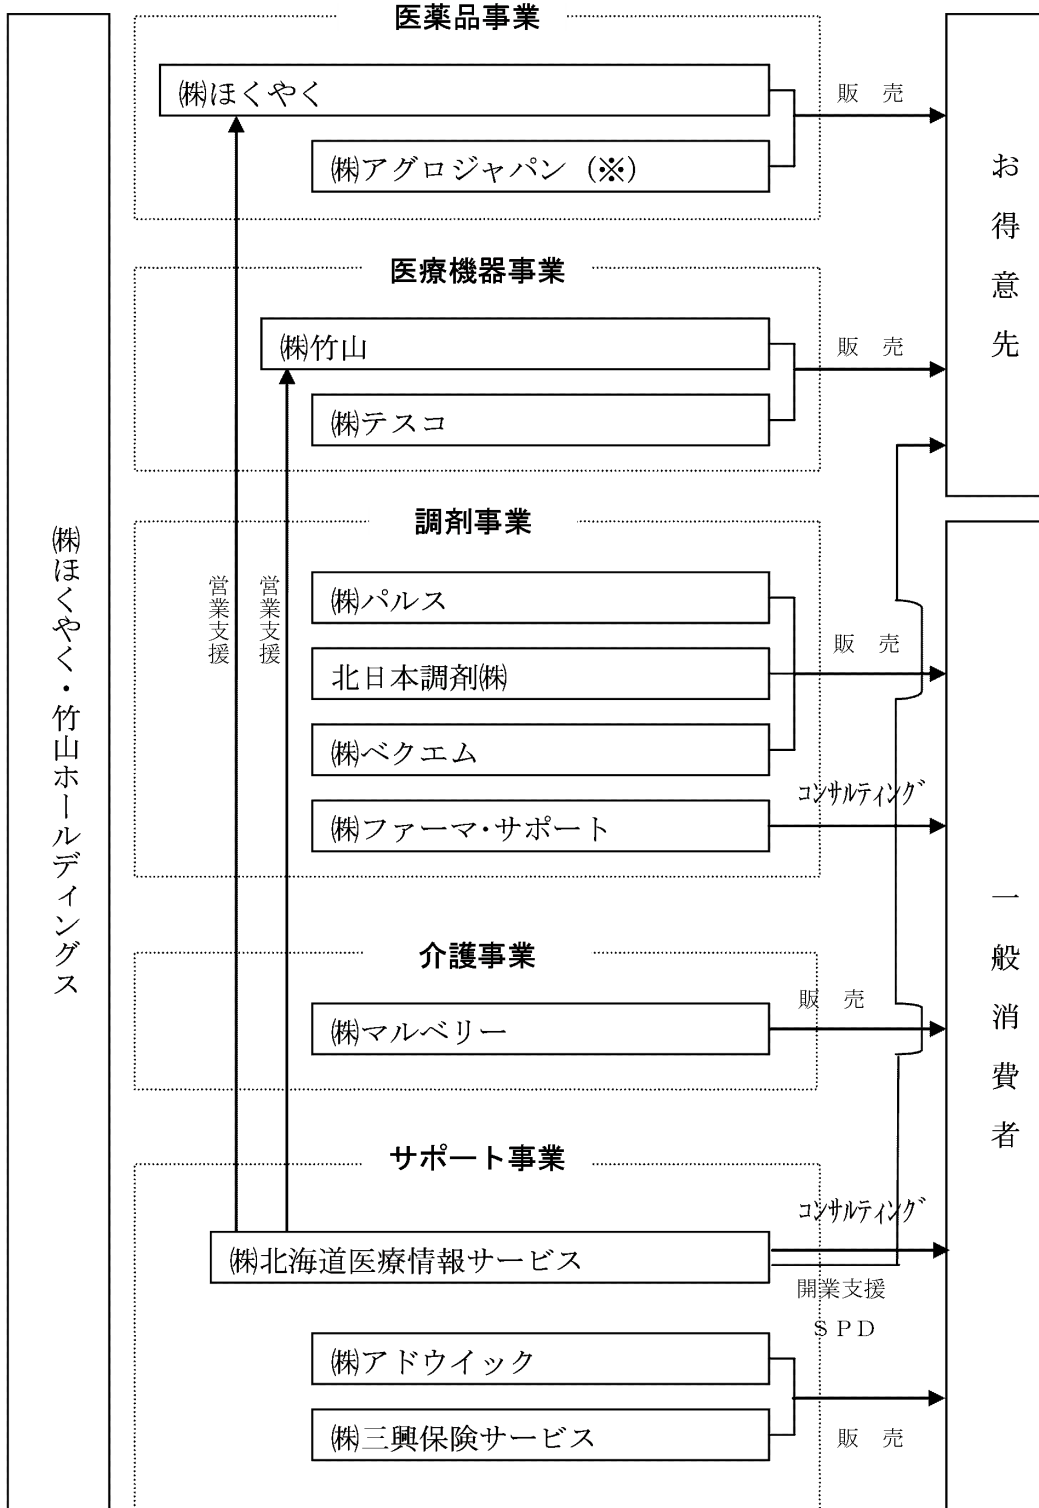 ㈱ほくやく・竹山ホールディングス
医薬品事業
㈱ほくやく
販 売
㈱アグロジャパン（※）
お得意先
医療機器事業
㈱竹山
販 売
㈱テスコ
調剤事業
営業支援
営業支援
㈱パルス
北日本調剤㈱
販 売
㈱ベクエム
コンサルティング
㈱ファーマ・サポート
一般消費者
介護事業
販 売
㈱マルベリー
サポート事業
コンサルティング
㈱北海道医療情報サービス
開業支援
ＳＰＤ
㈱アドウイック
㈱三興保険サービス
販 売